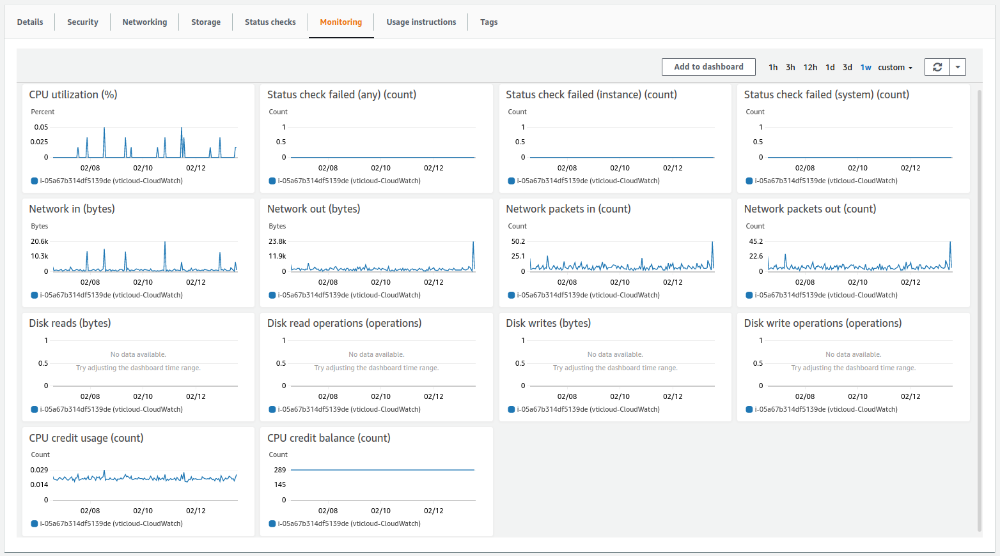 Details
Security
Networking
Storage
Status checks
Monitoring
Usage instructions
Tags
Add to dashboard
1h 3h 12h 1d 3d 1w custom
CPU utilization (%)
Percent
0.05
0.025
0
02/08 02/10 02/12
i-05a67b314df5139de (vticloud-CloudWatch)
Status check failed (any) (count)
Count
1
0.5
0
02/08 02/10 02/12
i-05a67b314df5139de (vticloud-CloudWatch)
Status check failed (instance) (count)
Count
1
0.5
0
02/08 02/10 02/12
i-05a67b314df5139de (vticloud-CloudWatch)
Status check failed (system) (count)
Count
1
0.5
0
02/08 02/10 02/12
i-05a67b314df5139de (vticloud-CloudWatch)
Network in (bytes)
Bytes
20.6k
10.3k
0
02/08 02/10 02/12
i-05a67b314df5139de (vticloud-CloudWatch)
Network out (bytes)
Bytes
23.8k
11.9k
0
02/08 02/10 02/12
i-05a67b314df5139de (vticloud-CloudWatch)
Network packets in (count)
Count
50.2
25.1
0
02/08 02/10 02/12
i-05a67b314df5139de (vticloud-CloudWatch)
Network packets out (count)
Count
45.2
22.6
0
02/08 02/10 02/12
i-05a67b314df5139de (vticloud-CloudWatch)
Disk reads (bytes)
1
No data available.
0.5
Try adjusting the dashboard time range.
0
02/08 02/10 02/12
i-05a67b314df5139de (vticloud-CloudWatch)
Disk read operations (operations)
1
No data available.
0.5
Try adjusting the dashboard time range.
0
02/08 02/10 02/12
i-05a67b314df5139de (vticloud-CloudWatch)
Disk writes (bytes)
1
No data available.
0.5
Try adjusting the dashboard time range.
0
02/08 02/10 02/12
i-05a67b314df5139de (vticloud-CloudWatch)
Disk write operations (operations)
1
No data available.
0.5
Try adjusting the dashboard time range.
0
02/08 02/10 02/12
i-05a67b314df5139de (vticloud-CloudWatch)
CPU credit usage (count)
Count
0.029
0.014
0
02/08 02/10 02/12
i-05a67b314df5139de (vticloud-CloudWatch)
CPU credit balance (count)
Count
289
145
0
02/08 02/10 02/12
i-05a67b314df5139de (vticloud-CloudWatch)